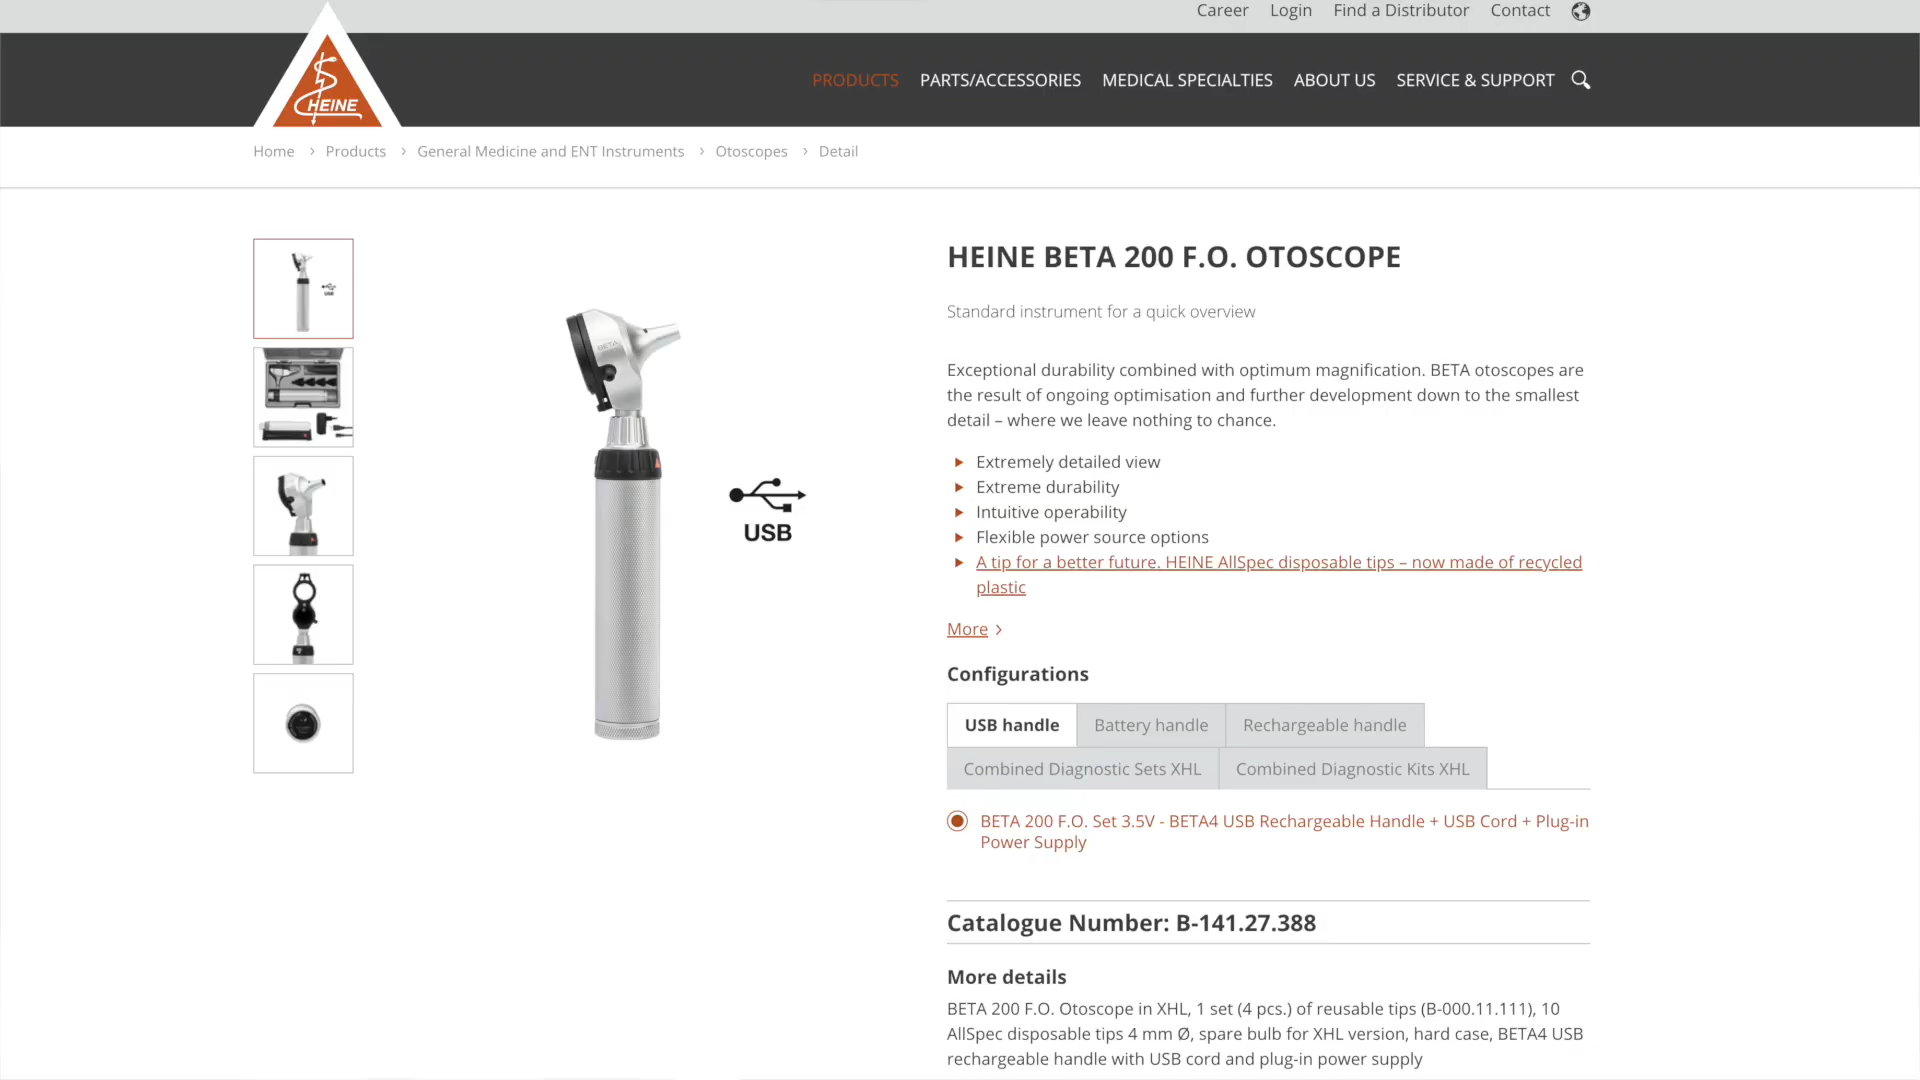 Career Login Find a Distributor Contact
HEINE
PRODUCTS PARTS/ACCESSORIES MEDICAL SPECIALTIES ABOUT US SERVICE & SUPPORT
Home › Products › General Medicine and ENT Instruments › Otoscopes › Detail
USB
BETA
USB
HEINE BETA 200 F.O. OTOSCOPE
Standard instrument for a quick overview
Exceptional durability combined with optimum magnification. BETA otoscopes are
the result of ongoing optimisation and further development down to the smallest
detail – where we leave nothing to chance.
Extremely detailed view
Extreme durability
Intuitive operability
Flexible power source options
A tip for a better future. HEINE AllSpec disposable tips – now made of recycled
plastic
More ›
Configurations
USB handle Battery handle Rechargeable handle
Combined Diagnostic Sets XHL Combined Diagnostic Kits XHL
BETA 200 F.O. Set 3.5V - BETA4 USB Rechargeable Handle + USB Cord + Plug-in
Power Supply
Catalogue Number: B-141.27.388
More details
BETA 200 F.O. Otoscope in XHL, 1 set (4 pcs.) of reusable tips (B-000.11.111), 10
AllSpec disposable tips 4 mm Ø, spare bulb for XHL version, hard case, BETA4 USB
rechargeable handle with USB cord and plug-in power supply